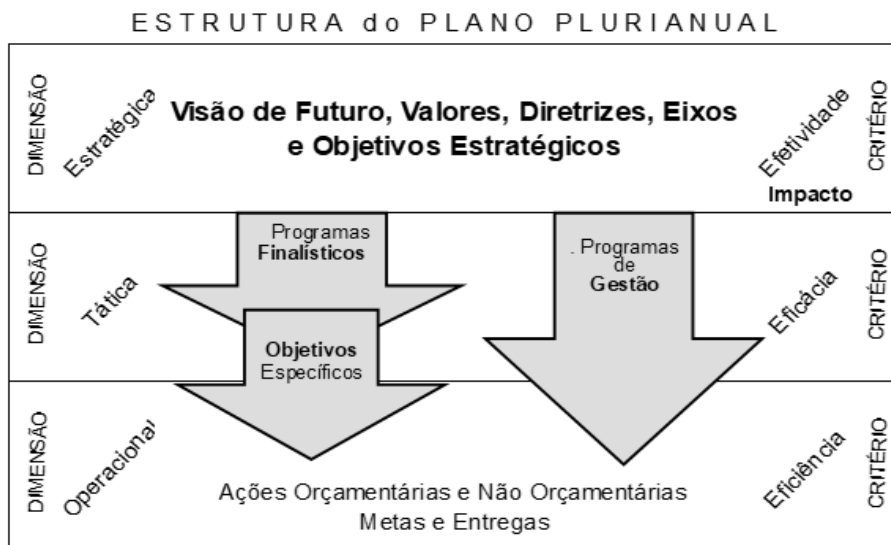 ESTRUTURA do PLANO PLURIANUAL
DIMENSÃO
Estratégica
Visão de Futuro, Valores, Diretrizes, Eixos
e Objetivos Estratégicos
Efetividade
CRITÉRIO
Impacto
DIMENSÃO
Tática
Programas
Finalísticos
. Programas
de
Gestão
Eficácia
CRITÉRIO
Objetivos
Específicos
DIMENSÃO
Operacional
Ações Orçamentárias e Não Orçamentárias
Metas e Entregas
Eficiência
CRITÉRIO